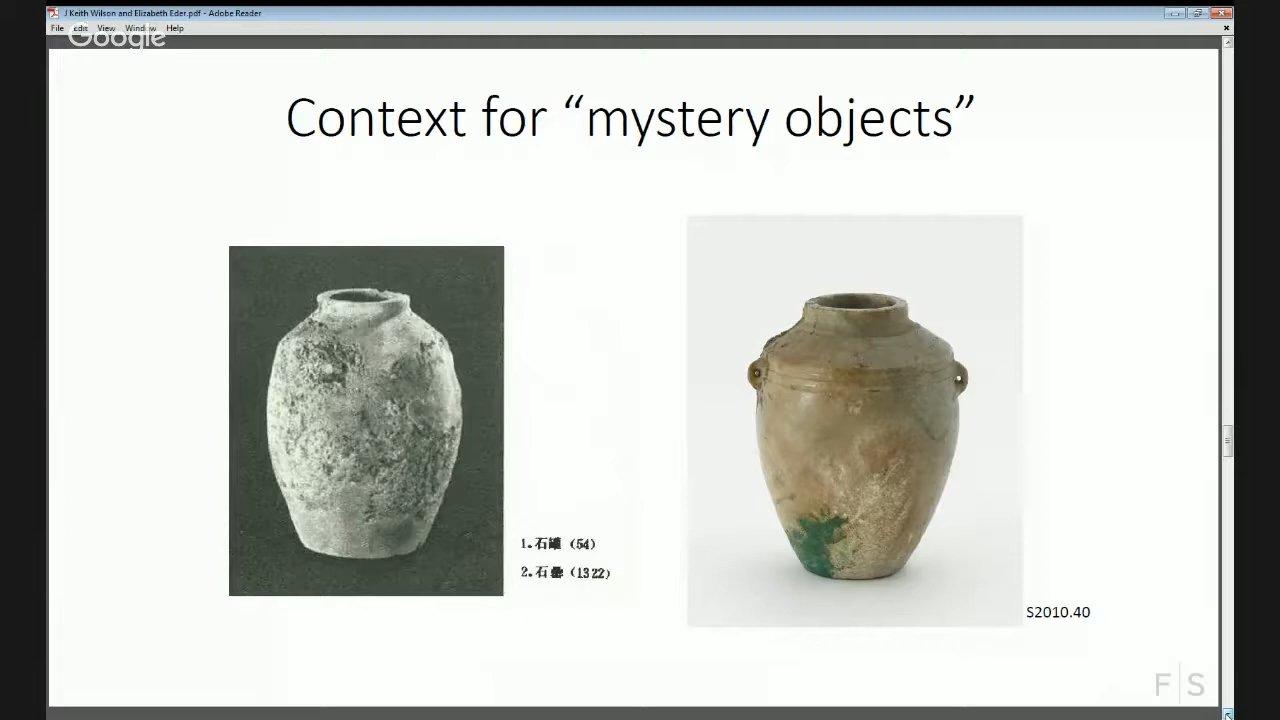 J Keith Wilson and Elizabeth Eder.pdf - Adobe Reader
File Edit View Window Help
Google
Context for “mystery objects”
1.石罐 (54)
2.石罍 (1322)
S2010.40
F|S